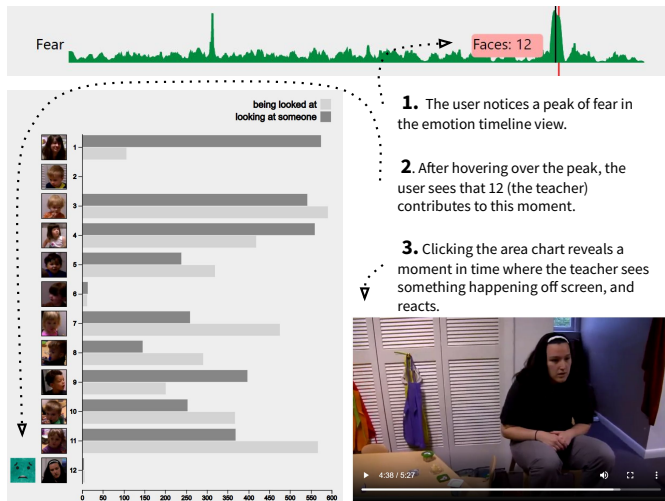 Fear
Faces: 12
being looked at
looking at someone
1
2
3
4
5
6
7
8
9
10
11
12
0 50 100 150 200 250 300 350 400 450 500 550 600
1. The user notices a peak of fear in
the emotion timeline view.
2. After hovering over the peak, the
user sees that 12 (the teacher)
contributes to this moment.
3. Clicking the area chart reveals a
moment in time where the teacher sees
something happening off screen, and
reacts.
4:38 / 5:27